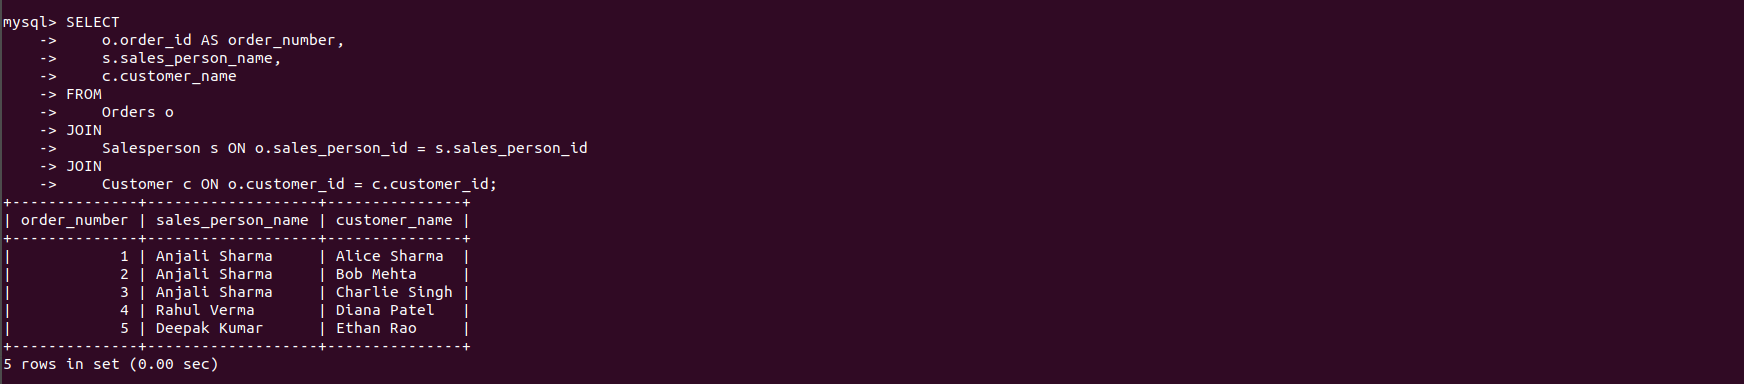 mysql> SELECT
    ->     o.order_id AS order_number,
    ->     s.sales_person_name,
    ->     c.customer_name
    -> FROM
    ->     Orders o
    -> JOIN
    ->     Salesperson s ON o.sales_person_id = s.sales_person_id
    -> JOIN
    ->     Customer c ON o.customer_id = c.customer_id;
+--------------+-------------------+---------------+
| order_number | sales_person_name | customer_name |
+--------------+-------------------+---------------+
|            1 | Anjali Sharma     | Alice Sharma  |
|            2 | Anjali Sharma     | Bob Mehta     |
|            3 | Anjali Sharma     | Charlie Singh |
|            4 | Rahul Verma       | Diana Patel   |
|            5 | Deepak Kumar      | Ethan Rao     |
+--------------+-------------------+---------------+
5 rows in set (0.00 sec)